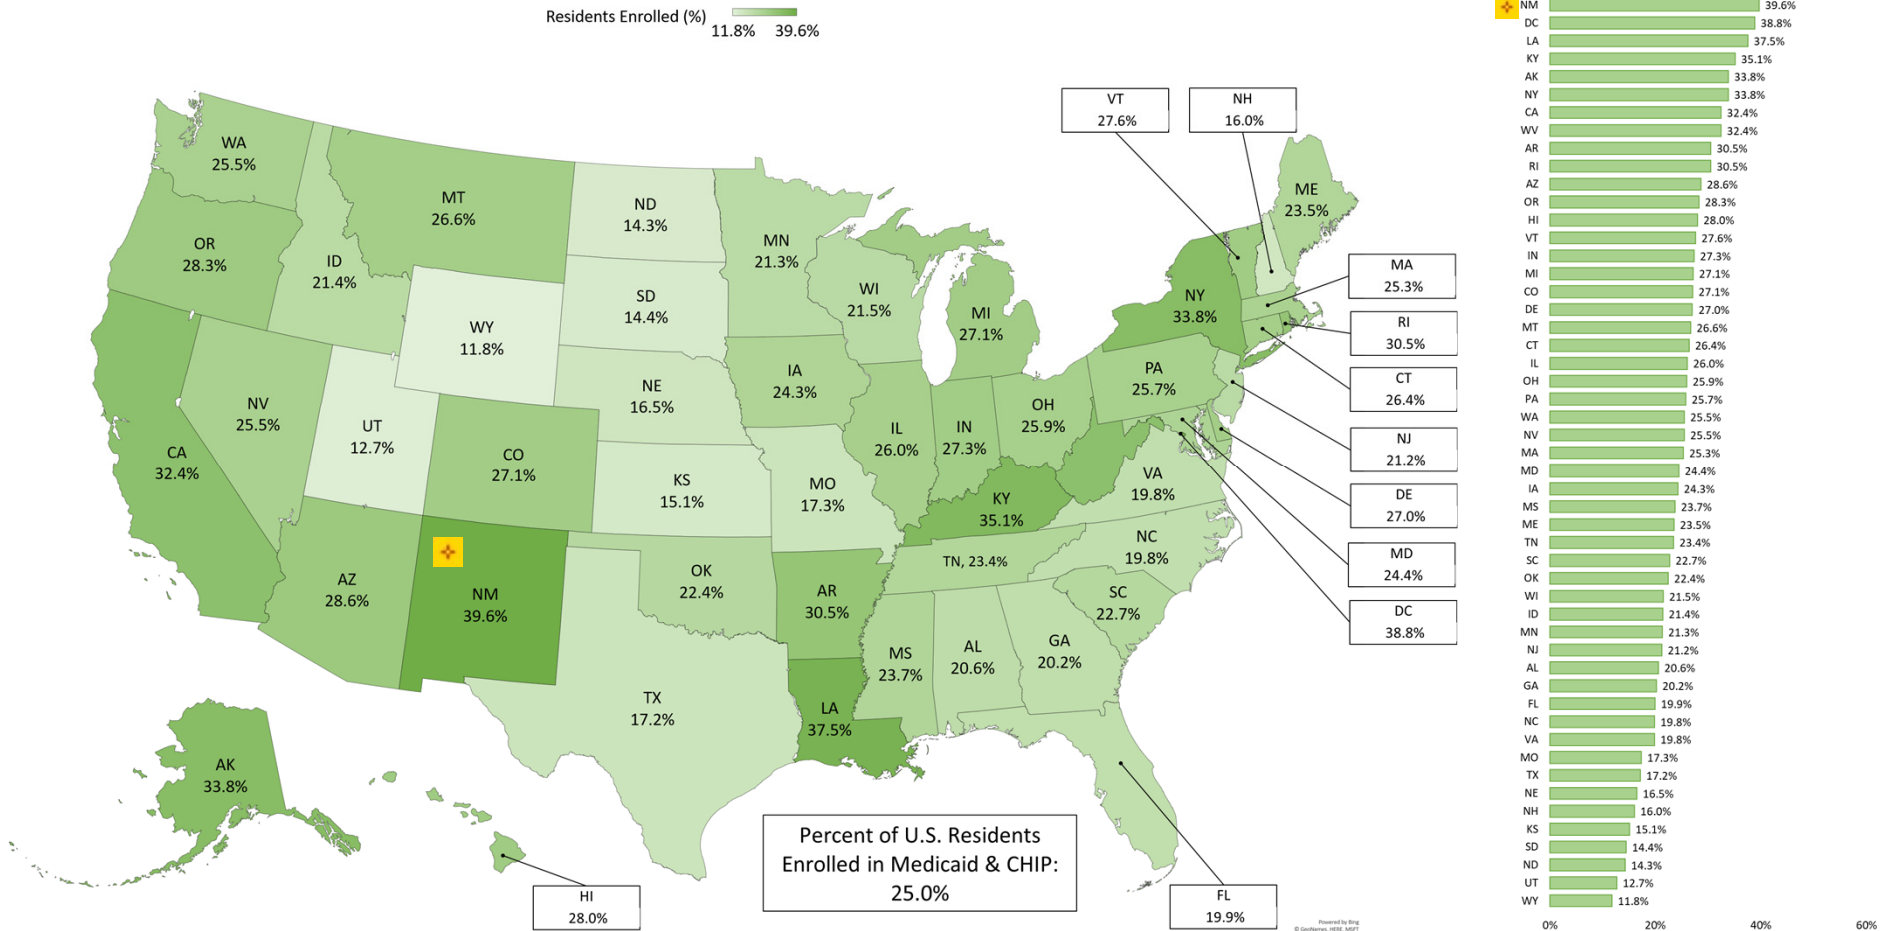 Residents Enrolled (%)
11.8% 39.6%
WA
25.5%
OR
28.3%
CA
32.4%
ID
21.4%
NV
25.5%
MT
26.6%
WY
11.8%
UT
12.7%
AZ
28.6%
CO
27.1%
NM
39.6%
ND
14.3%
SD
14.4%
NE
16.5%
KS
15.1%
OK
22.4%
TX
17.2%
MN
21.3%
IA
24.3%
MO
17.3%
AR
30.5%
LA
37.5%
WI
21.5%
IL
26.0%
MI
27.1%
IN
27.3%
OH
25.9%
KY
35.1%
TN, 23.4%
MS
23.7%
AL
20.6%
GA
20.2%
SC
22.7%
NC
19.8%
VA
19.8%
PA
25.7%
NY
33.8%
ME
23.5%
VT
27.6%
NH
16.0%
MA
25.3%
RI
30.5%
CT
26.4%
NJ
21.2%
DE
27.0%
MD
24.4%
DC
38.8%
AK
33.8%
HI
28.0%
FL
19.9%
Percent of U.S. Residents
Enrolled in Medicaid & CHIP:
25.0%
Powered by Bing
© GeoNames, HERE, MSFT
NM 39.6%
DC 38.8%
LA 37.5%
KY 35.1%
AK 33.8%
NY 33.8%
CA 32.4%
WV 32.4%
AR 30.5%
RI 30.5%
AZ 28.6%
OR 28.3%
HI 28.0%
VT 27.6%
IN 27.3%
MI 27.1%
CO 27.1%
DE 27.0%
MT 26.6%
CT 26.4%
IL 26.0%
OH 25.9%
PA 25.7%
WA 25.5%
NV 25.5%
MA 25.3%
MD 24.4%
IA 24.3%
MS 23.7%
ME 23.5%
TN 23.4%
SC 22.7%
OK 22.4%
WI 21.5%
ID 21.4%
MN 21.3%
NJ 21.2%
AL 20.6%
GA 20.2%
FL 19.9%
NC 19.8%
VA 19.8%
MO 17.3%
TX 17.2%
NE 16.5%
NH 16.0%
KS 15.1%
SD 14.4%
ND 14.3%
UT 12.7%
WY 11.8%
0% 20% 40% 60%